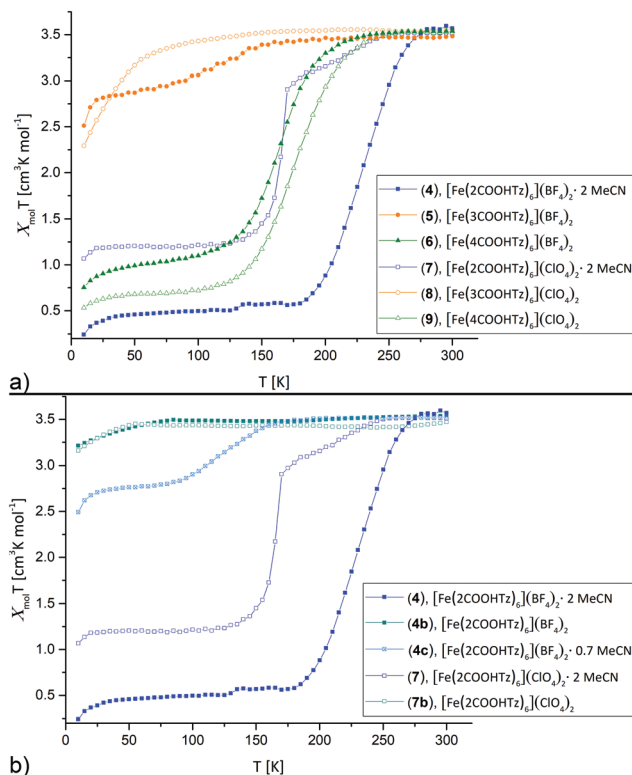 3.5
3.0
2.5
2.0
1.5
1.0
0.5
0.0
χmolT [cm³K mol⁻¹]
(4), [Fe(2COOHTz)₆](BF₄)₂· 2 MeCN
(5), [Fe(3COOHTz)₆](BF₄)₂
(6), [Fe(4COOHTz)₆](BF₄)₂
(7), [Fe(2COOHTz)₆](ClO₄)₂· 2 MeCN
(8), [Fe(3COOHTz)₆](ClO₄)₂
(9), [Fe(4COOHTz)₆](ClO₄)₂
0 50 100 150 200 250 300
T [K]
a)
3.5
3.0
2.5
2.0
1.5
1.0
0.5
χmolT [cm³K mol⁻¹]
(4), [Fe(2COOHTz)₆](BF₄)₂· 2 MeCN
(4b), [Fe(2COOHTz)₆](BF₄)₂
(4c), [Fe(2COOHTz)₆](BF₄)₂· 0.7 MeCN
(7), [Fe(2COOHTz)₆](ClO₄)₂· 2 MeCN
(7b), [Fe(2COOHTz)₆](ClO₄)₂
0 50 100 150 200 250 300
T [K]
b)